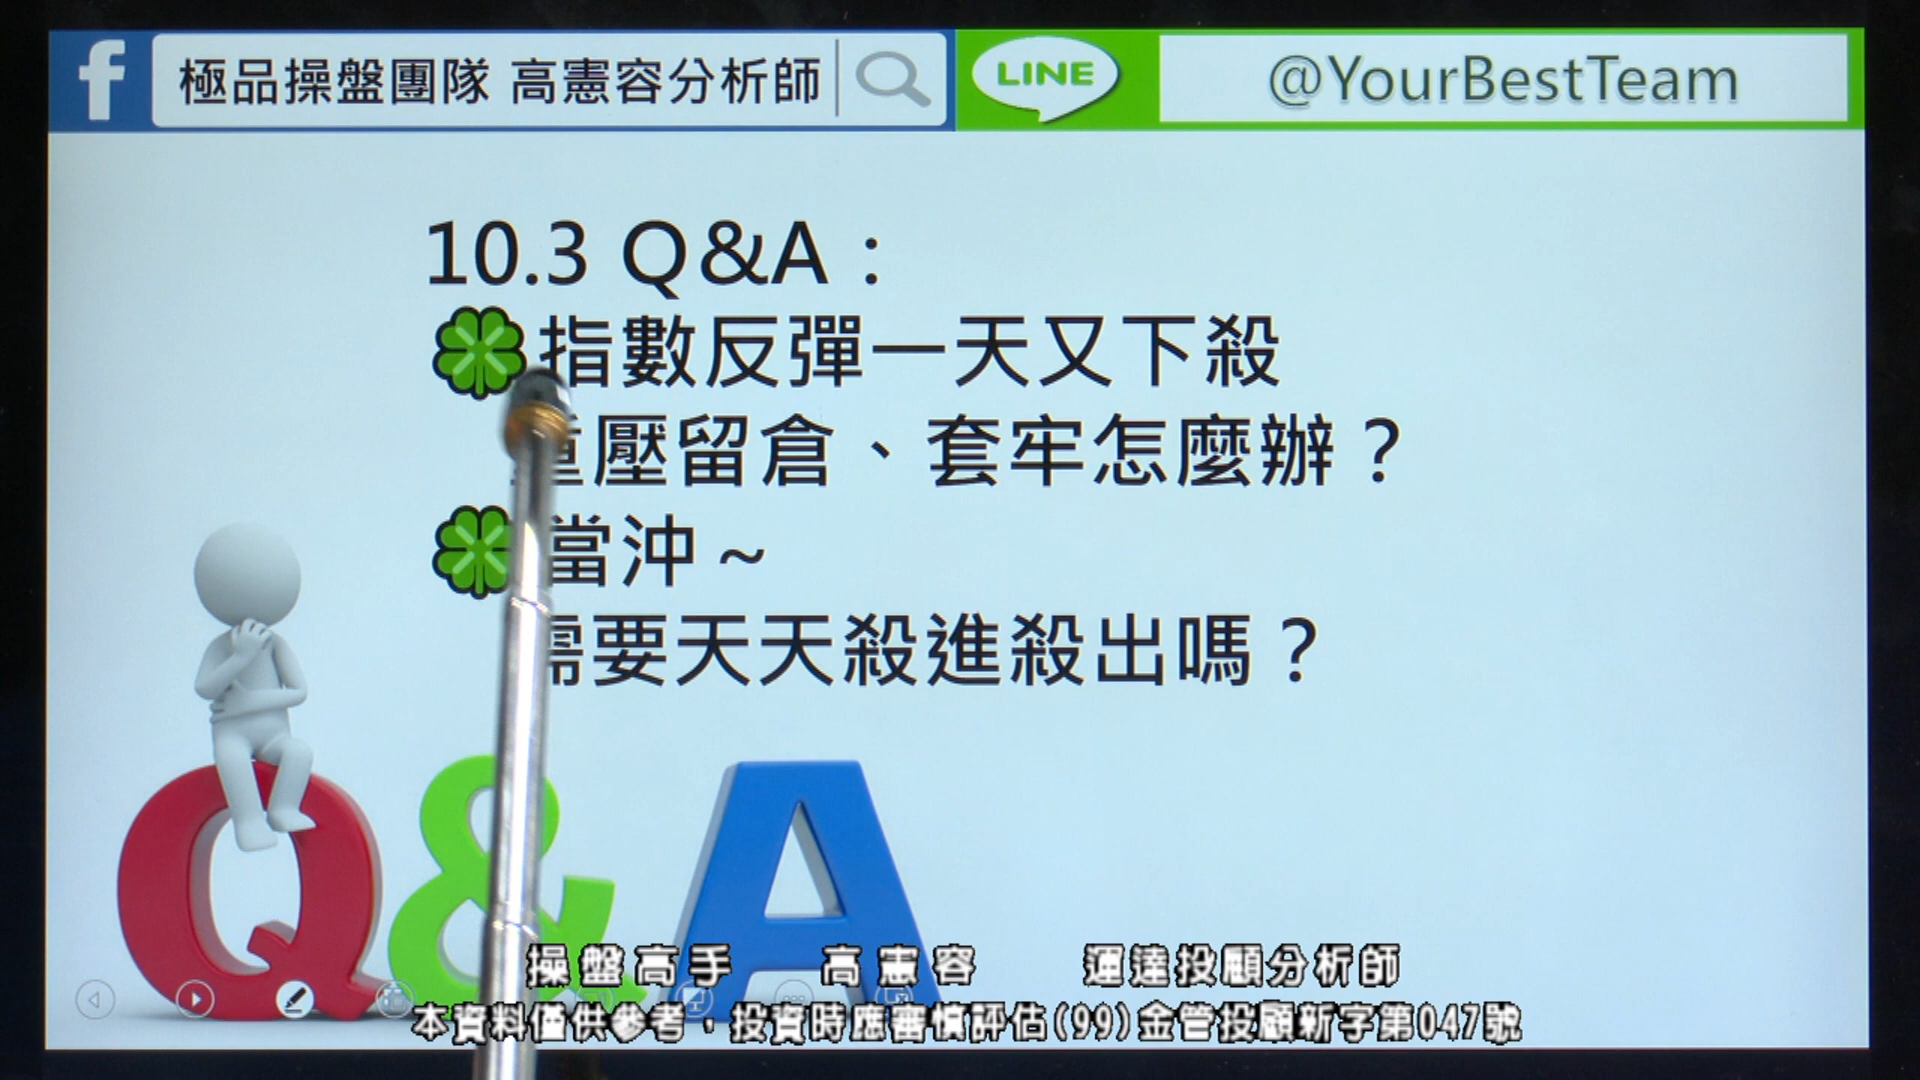 極品操盤團隊 高憲容分析師
LINE
@YourBestTeam
10.3 Q&A：
指數反彈一天又下殺
重壓留倉、套牢怎麼辦？
當沖～
需要天天殺進殺出嗎？
Q&A
操盤高手 高憲容 運達投顧分析師
本資料僅供參考，投資時應審慎評估(99)金管投顧新字第047號